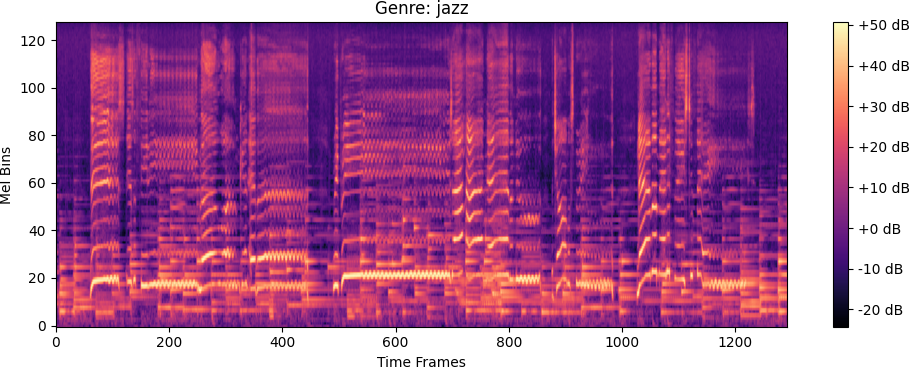 Genre: jazz
+50 dB
+40 dB
+30 dB
+20 dB
+10 dB
+0 dB
-10 dB
-20 dB
120
100
80
60
40
20
0
Mel Bins
0 200 400 600 800 1000 1200
Time Frames